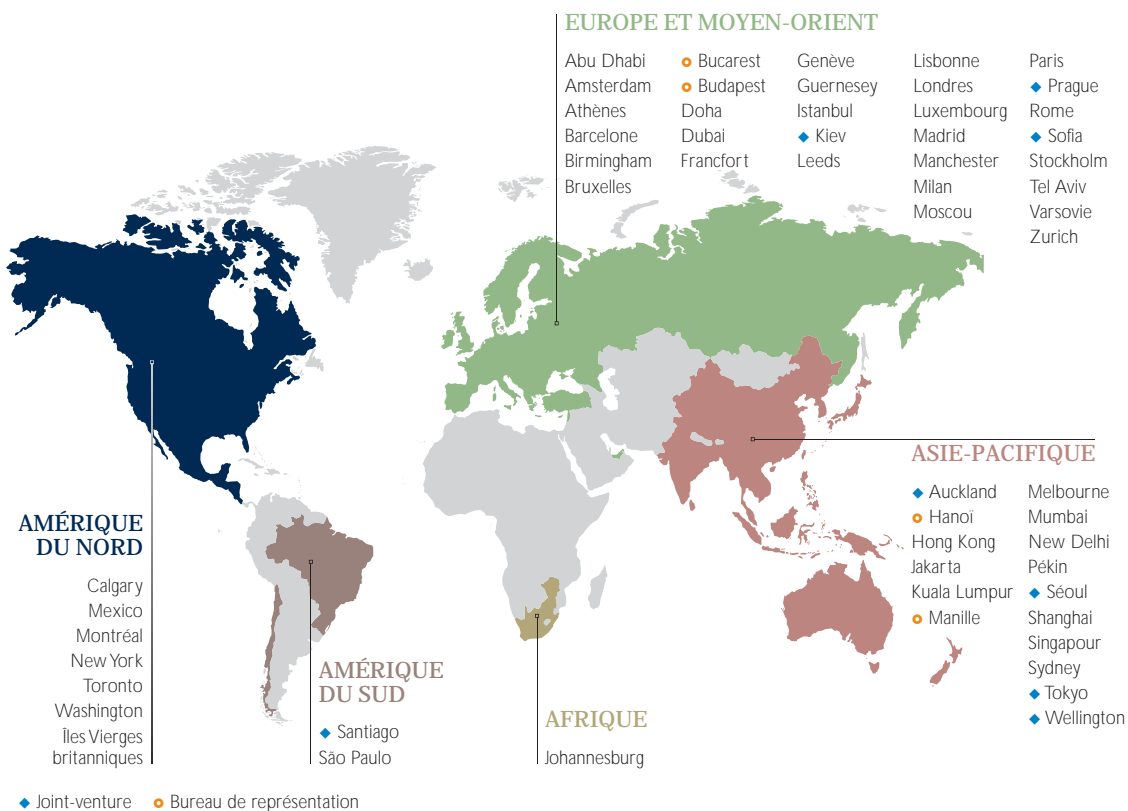 EUROPE ET MOYEN-ORIENT
Abu Dhabi
Amsterdam
Athènes
Barcelone
Birmingham
Bruxelles
Bucarest
Budapest
Doha
Dubai
Francfort
Genève
Guernesey
Istanbul
Kiev
Leeds
Lisbonne
Londres
Luxembourg
Madrid
Manchester
Milan
Moscou
Paris
Prague
Rome
Sofia
Stockholm
Tel Aviv
Varsovie
Zurich
ASIE-PACIFIQUE
Auckland
Hanoï
Hong Kong
Jakarta
Kuala Lumpur
Manille
Melbourne
Mumbai
New Delhi
Pékin
Séoul
Shanghai
Singapour
Sydney
Tokyo
Wellington
AMÉRIQUE
DU NORD
Calgary
Mexico
Montréal
New York
Toronto
Washington
Îles Vierges
britanniques
AMÉRIQUE
DU SUD
Santiago
São Paulo
AFRIQUE
Johannesburg
Joint-venture
Bureau de représentation